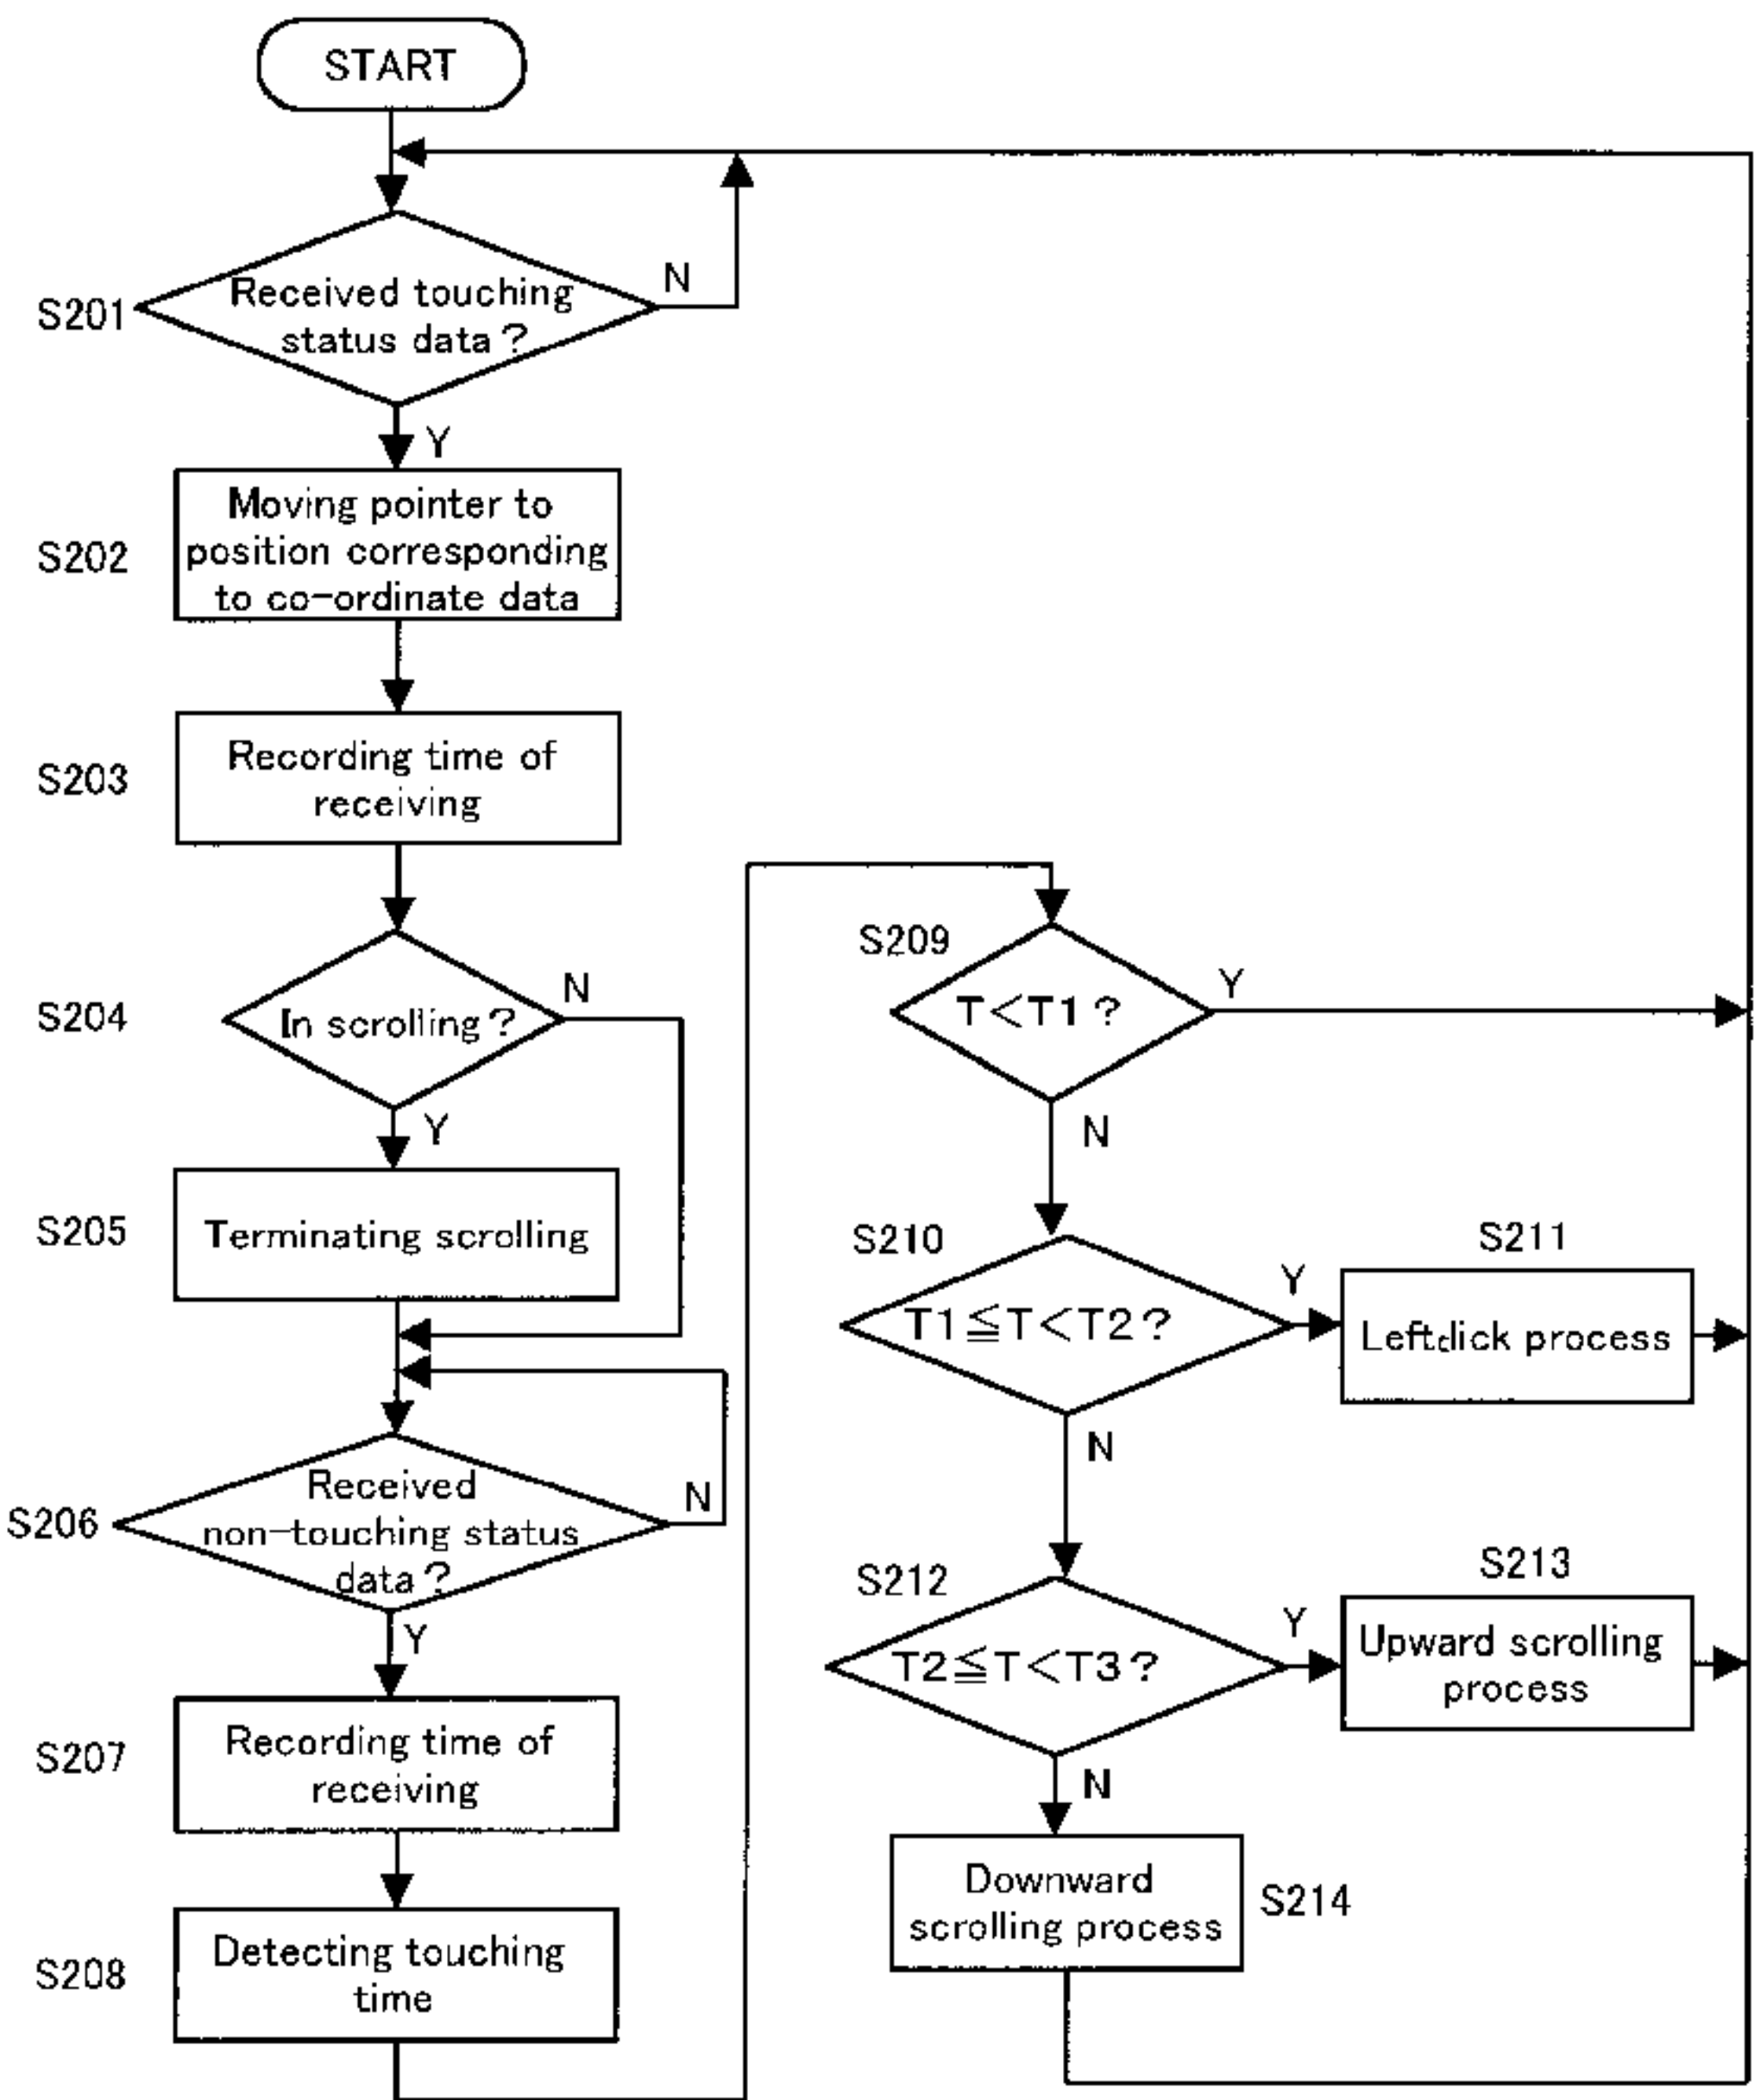 START
S201
Received touching
status data?
N
Y
S202
Moving pointer to
position corresponding
to co-ordinate data
S203
Recording time of
receiving
S204
In scrolling?
N
Y
S205
Terminating scrolling
S206
Received
non-touching status
data?
N
Y
S207
Recording time of
receiving
S208
Detecting touching
time
S209
T<T1?
Y
N
S210
T1≦T<T2?
Y
N
S211
Left click process
S212
T2≦T<T3?
Y
N
S213
Upward scrolling
process
Downward
scrolling process
S214